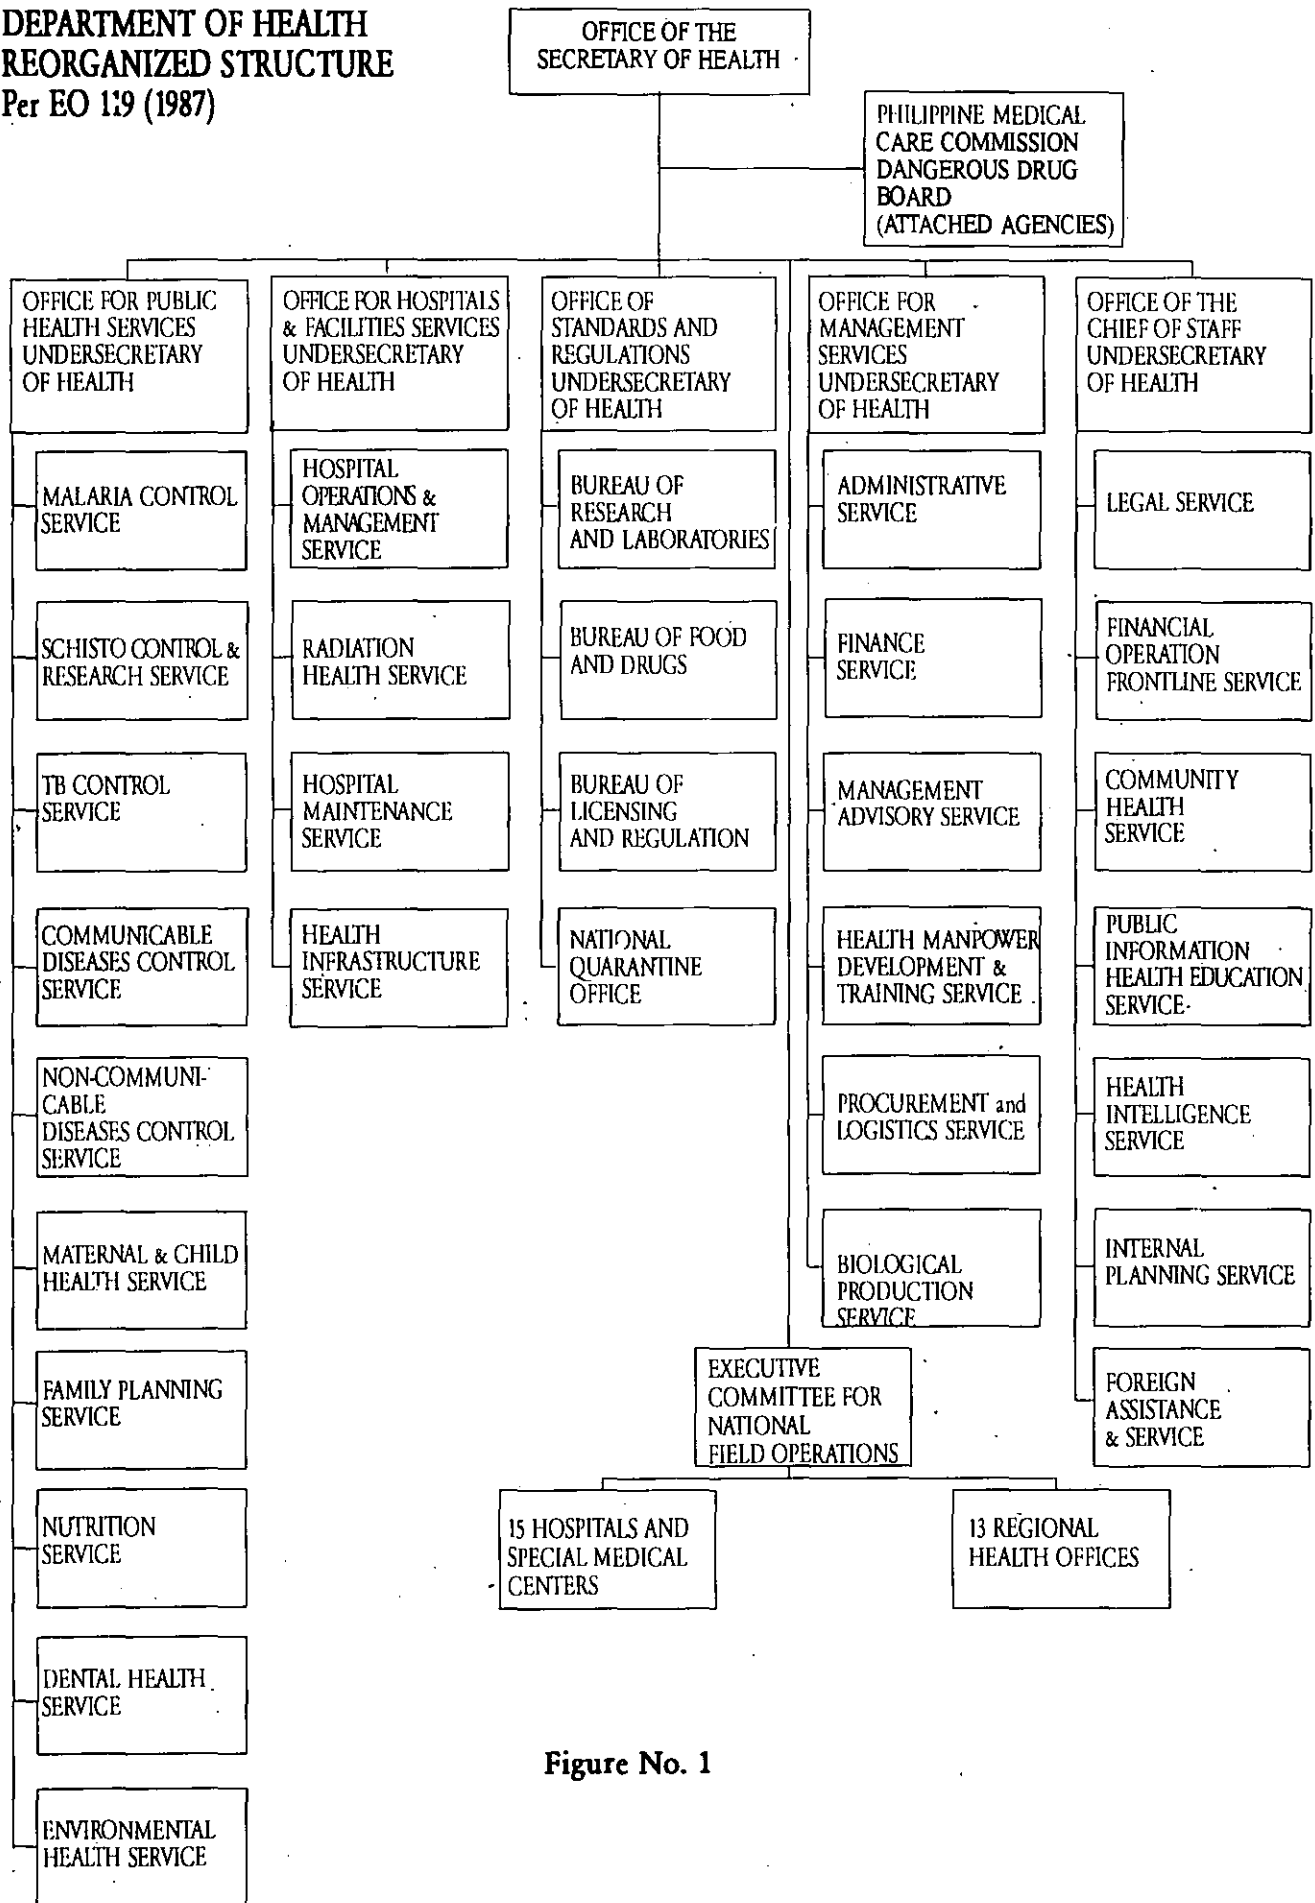 DEPARTMENT OF HEALTH
REORGANIZED STRUCTURE
Per EO 119 (1987)
OFFICE OF THE
SECRETARY OF HEALTH
PHILIPPINE MEDICAL
CARE COMMISSION
DANGEROUS DRUG
BOARD
(ATTACHED AGENCIES)
OFFICE FOR PUBLIC
HEALTH SERVICES
UNDERSECRETARY
OF HEALTH
MALARIA CONTROL
SERVICE
SCHISTO CONTROL &
RESEARCH SERVICE
TB CONTROL
SERVICE
COMMUNICABLE
DISEASES CONTROL
SERVICE
NON-COMMUNI-
CABLE
DISEASES CONTROL
SERVICE
MATERNAL & CHILD
HEALTH SERVICE
FAMILY PLANNING
SERVICE
NUTRITION
SERVICE
DENTAL HEALTH
SERVICE
ENVIRONMENTAL
HEALTH SERVICE
OFFICE FOR HOSPITALS
& FACILITIES SERVICES
UNDERSECRETARY
OF HEALTH
HOSPITAL
OPERATIONS &
MANAGEMENT
SERVICE
RADIATION
HEALTH SERVICE
HOSPITAL
MAINTENANCE
SERVICE
HEALTH
INFRASTRUCTURE
SERVICE
OFFICE OF
STANDARDS AND
REGULATIONS
UNDERSECRETARY
OF HEALTH
BUREAU OF
RESEARCH
AND LABORATORIES
BUREAU OF FOOD
AND DRUGS
BUREAU OF
LICENSING
AND REGULATION
NATIONAL
QUARANTINE
OFFICE
OFFICE FOR
MANAGEMENT
SERVICES
UNDERSECRETARY
OF HEALTH
ADMINISTRATIVE
SERVICE
FINANCE
SERVICE
MANAGEMENT
ADVISORY SERVICE
HEALTH MANPOWER
DEVELOPMENT &
TRAINING SERVICE
PROCUREMENT and
LOGISTICS SERVICE
BIOLOGICAL
PRODUCTION
SERVICE
OFFICE OF THE
CHIEF OF STAFF
UNDERSECRETARY
OF HEALTH
LEGAL SERVICE
FINANCIAL
OPERATION
FRONTLINE SERVICE
COMMUNITY
HEALTH
SERVICE
PUBLIC
INFORMATION
HEALTH EDUCATION
SERVICE
HEALTH
INTELLIGENCE
SERVICE
INTERNAL
PLANNING SERVICE
FOREIGN
ASSISTANCE
& SERVICE
EXECUTIVE
COMMITTEE FOR
NATIONAL
FIELD OPERATIONS
15 HOSPITALS AND
SPECIAL MEDICAL
CENTERS
13 REGIONAL
HEALTH OFFICES
Figure No. 1